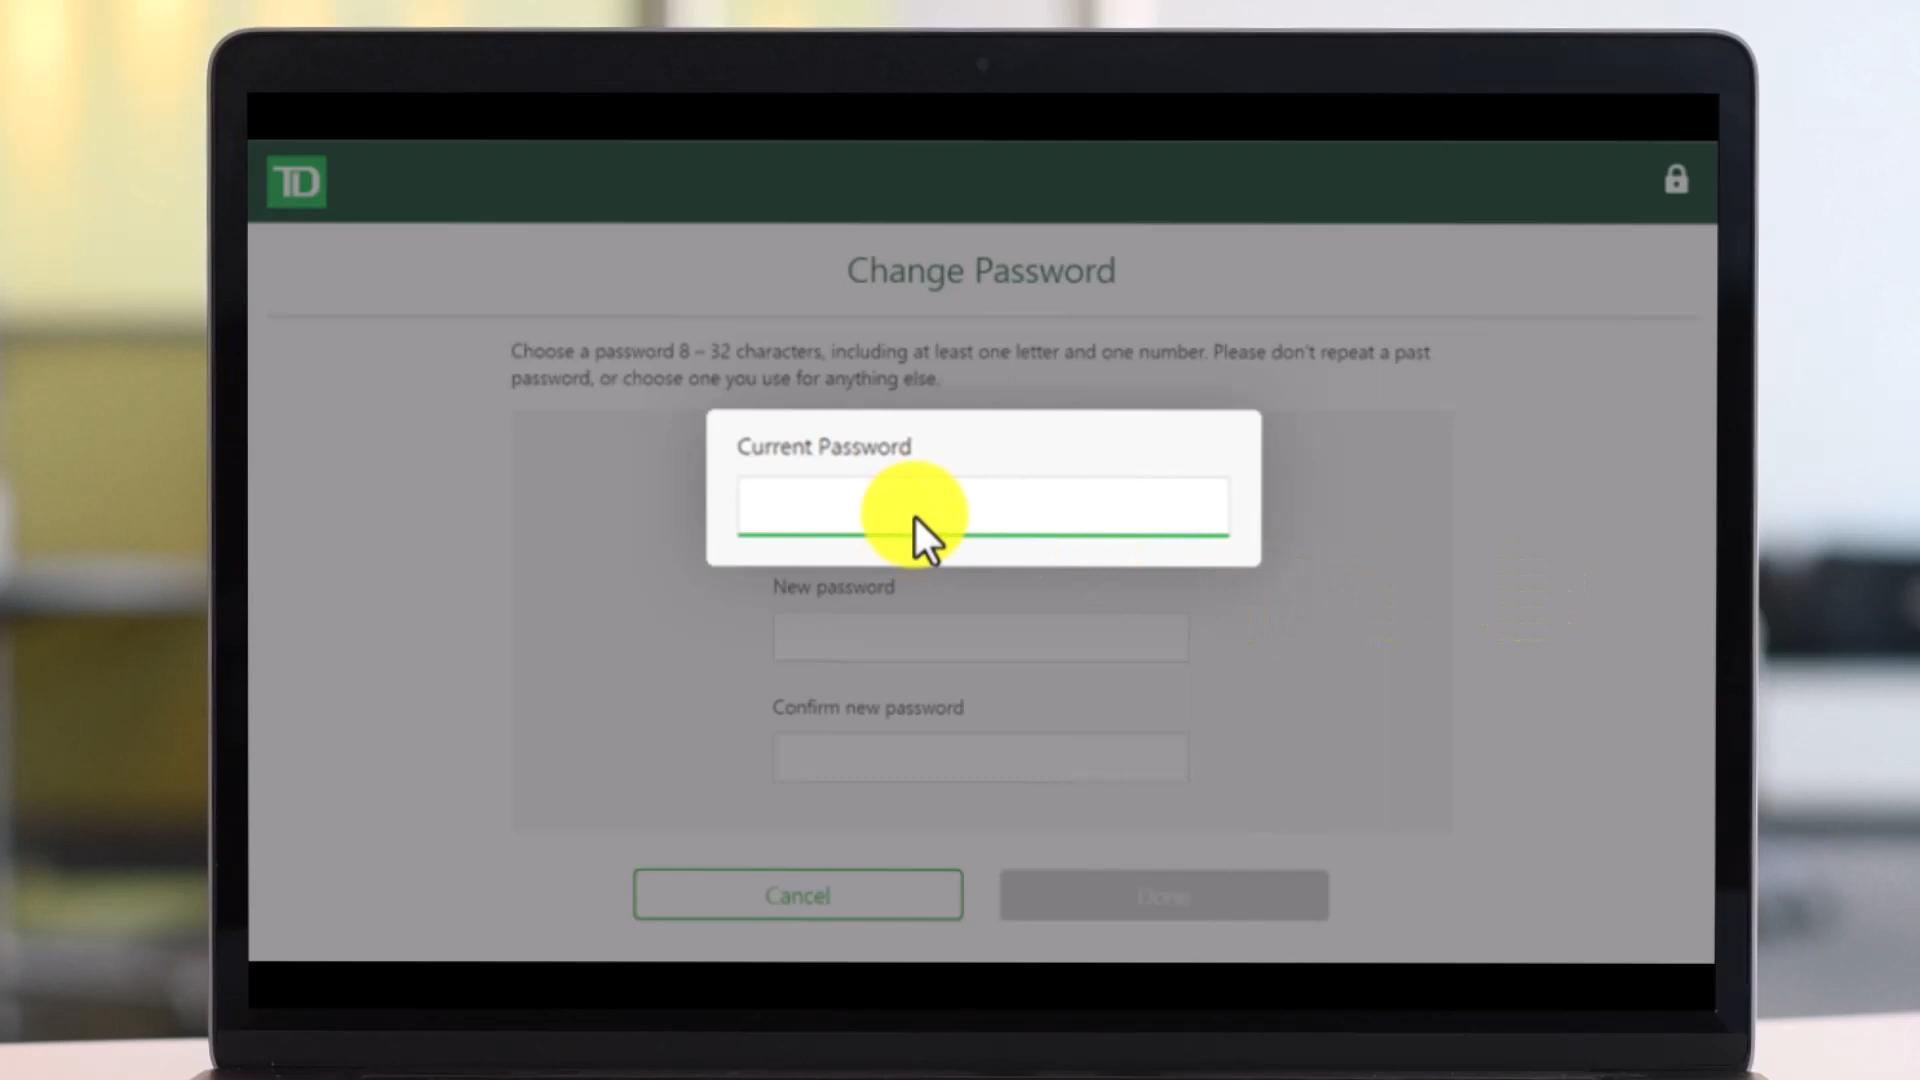 TD
Change Password
Choose a password 8 – 32 characters, including at least one letter and one number. Please don't repeat a past
password, or choose one you use for anything else.
Current Password
New password
Confirm new password
Cancel
Done